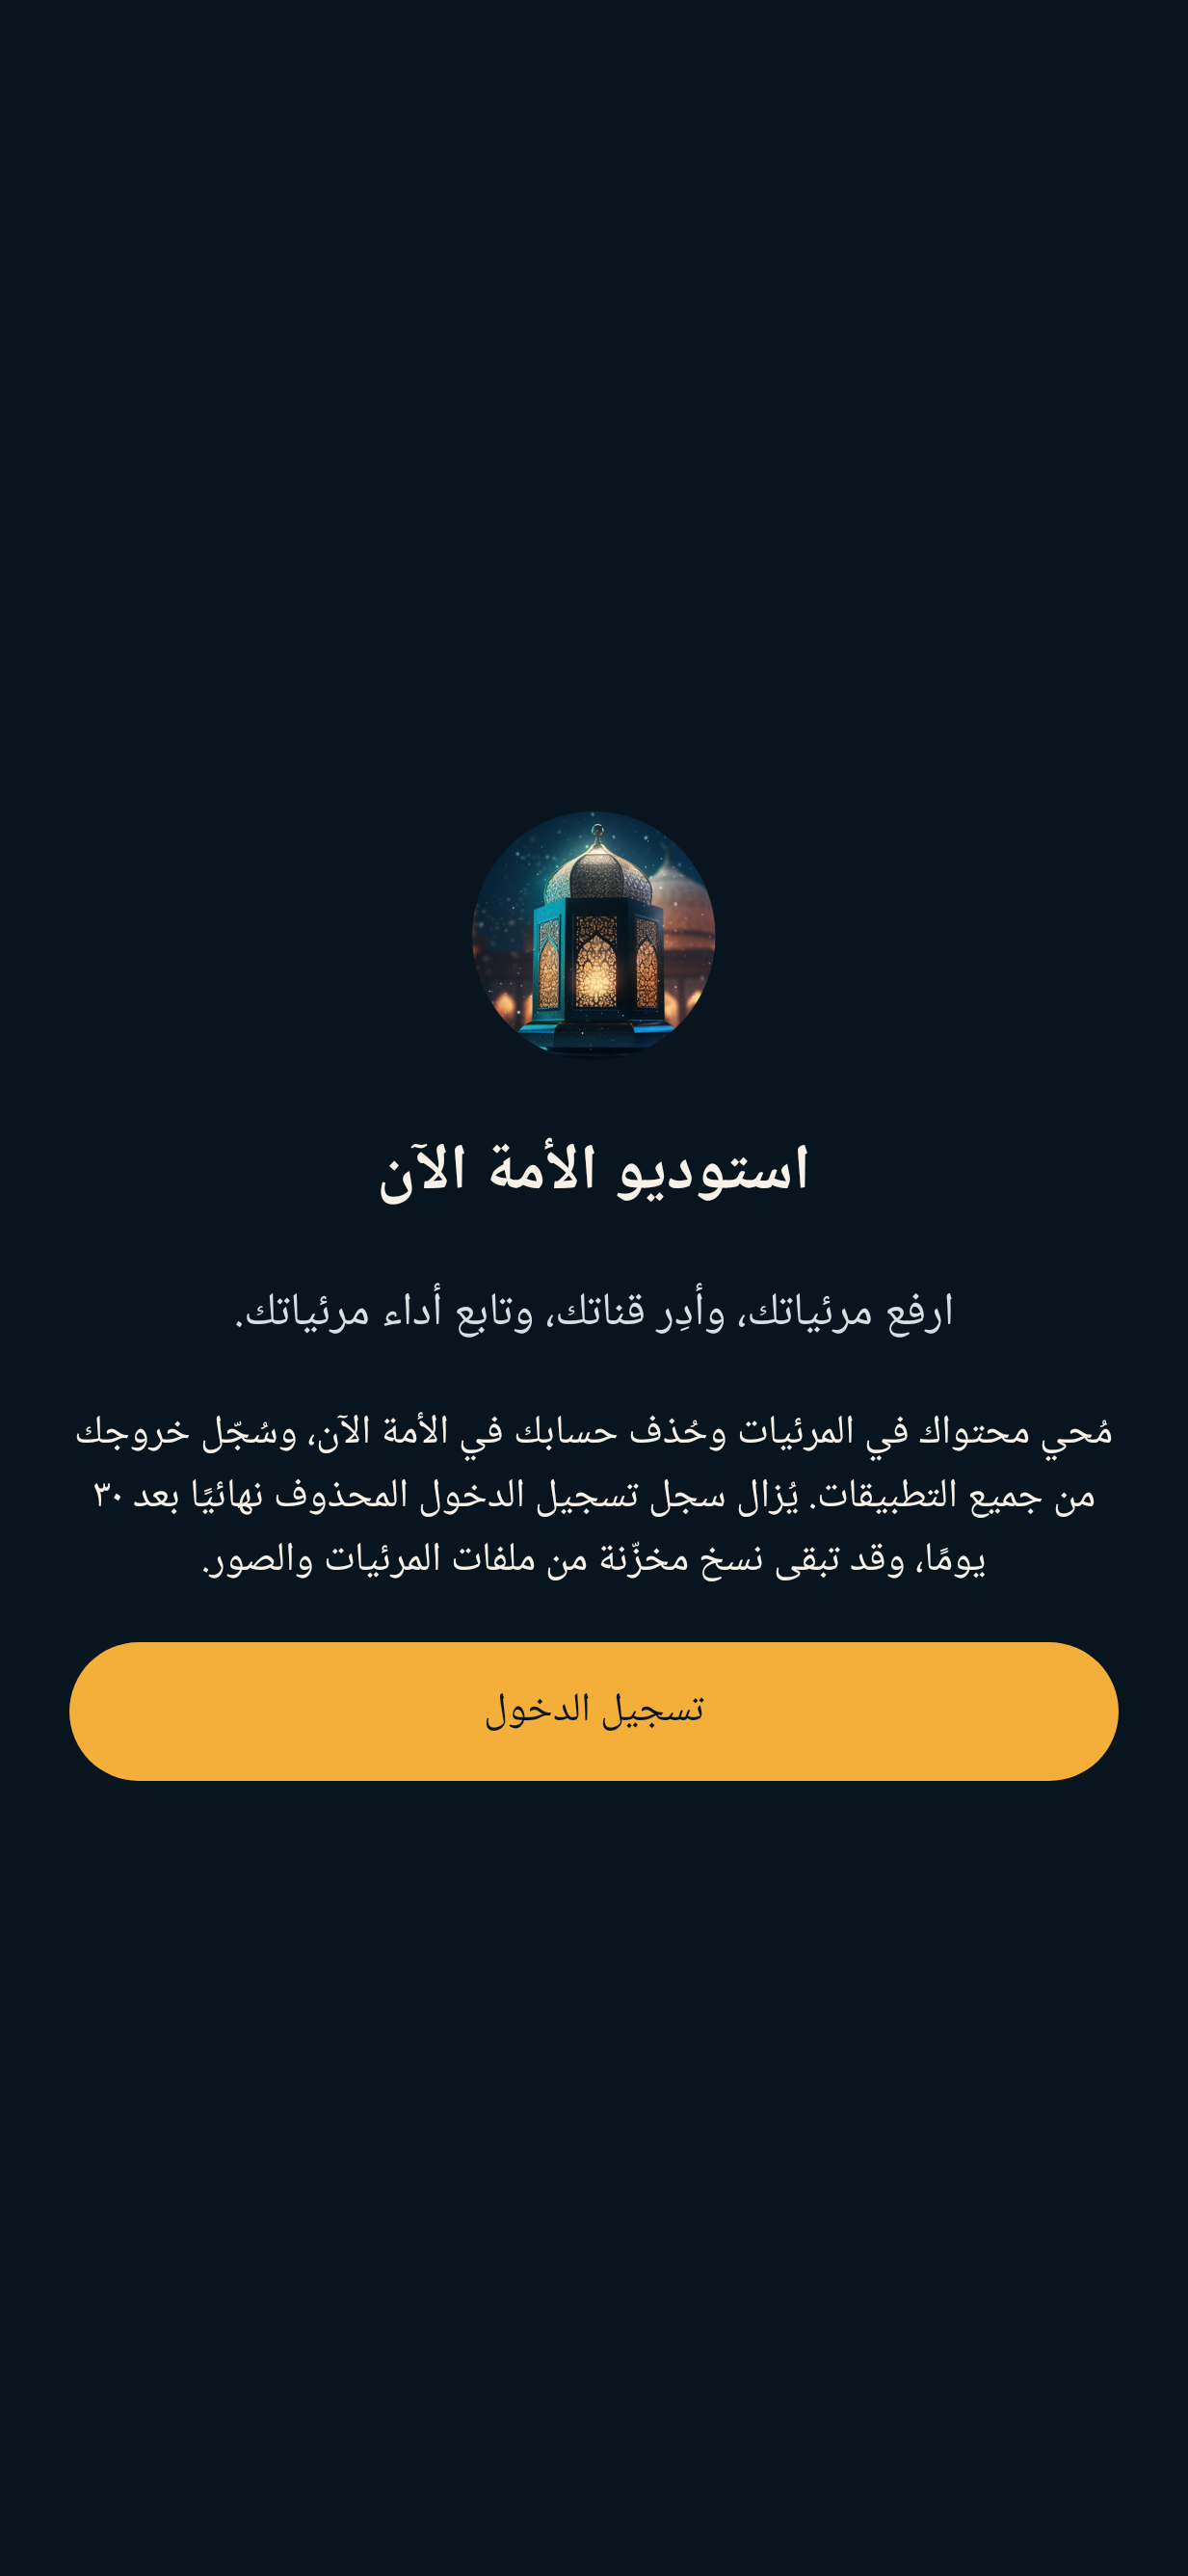 استوديو الأمة الآن
ارفع مرئياتك، وأدِر قناتك، وتابع أداء مرئياتك.
مُحي محتواك في المرئيات وحُذف حسابك في الأمة الآن، وسُجّل خروجك
من جميع التطبيقات. يُزال سجل تسجيل الدخول المحذوف نهائيًا بعد ٣٠
يومًا، وقد تبقى نسخ مخزّنة من ملفات المرئيات والصور.
تسجيل الدخول